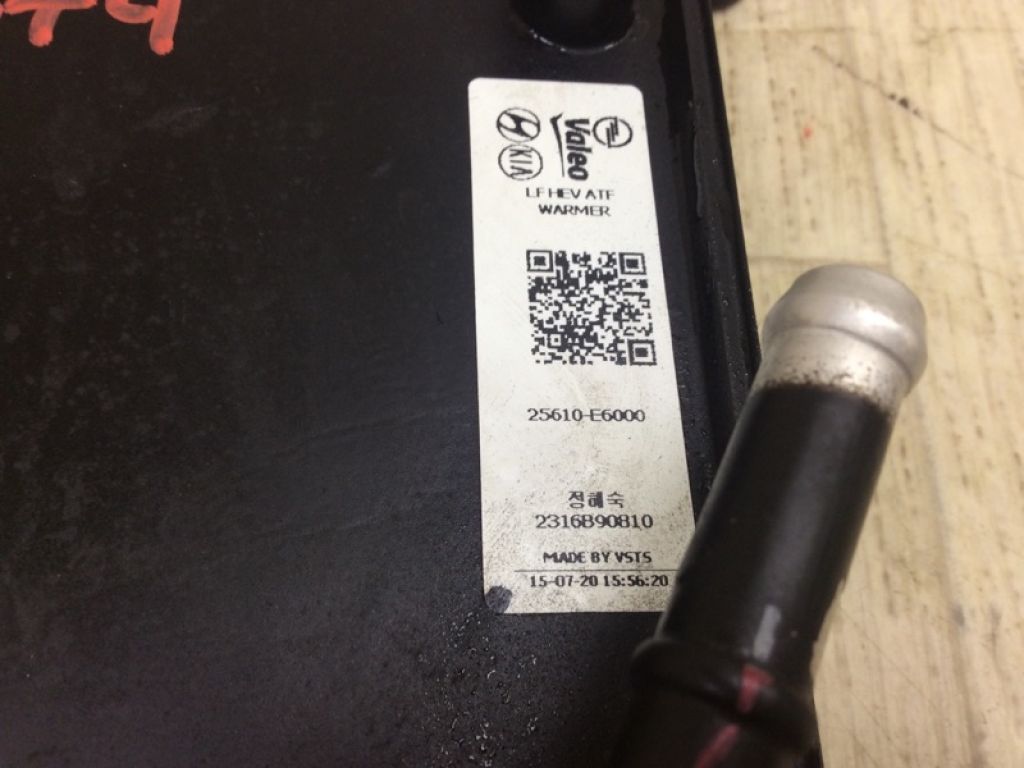 Valeo
KIA
LF HEV ATF
WARMER
25610-E6000
정혜숙
2316B90810
MADE BY VSTS
15-07-20 15:56:20